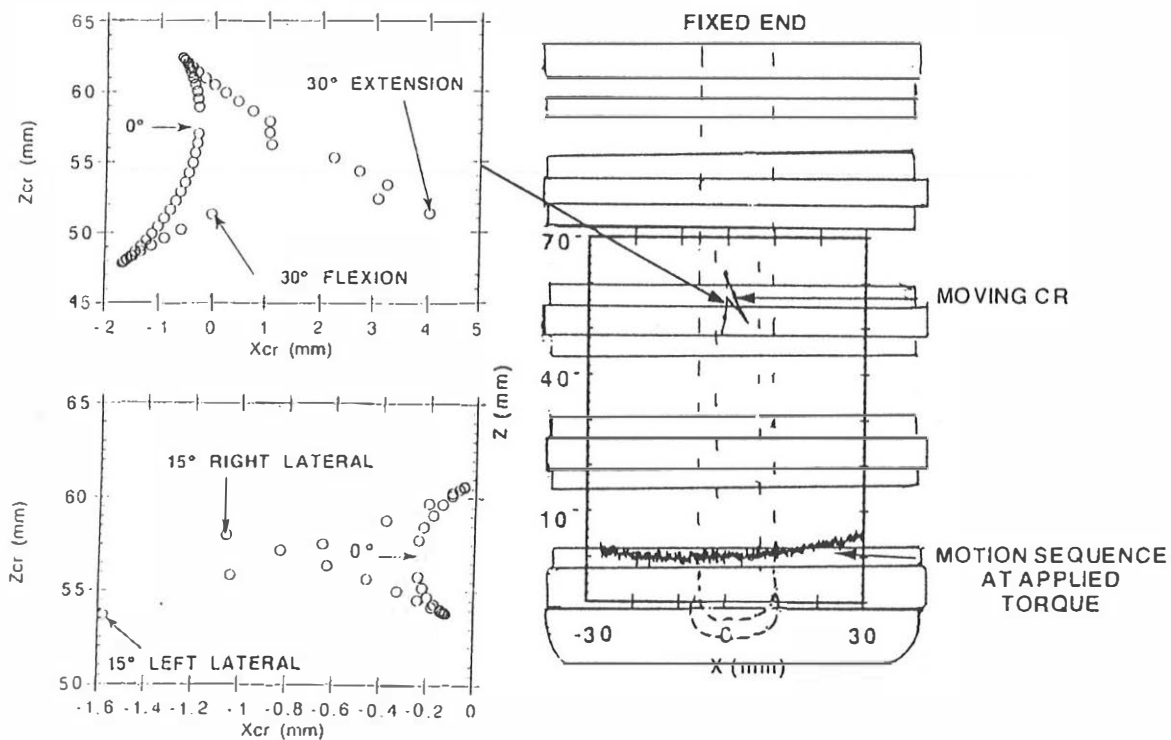 65
60
55
50
45
Zcr (mm)
-2 -1 0 1 2 3 4 5
Xcr (mm)
0°
30° EXTENSION
30° FLEXION
65
60
55
50
Zcr (mm)
-1.6 -1.4 -1.2 -1 -0.8 -0.6 -0.4 -0.2 0
Xcr (mm)
15° RIGHT LATERAL
0°
15° LEFT LATERAL
FIXED END
70
40
10
Z (mm)
-30 0 30
X (mm)
MOVING CR
MOTION SEQUENCE
AT APPLIED
TORQUE